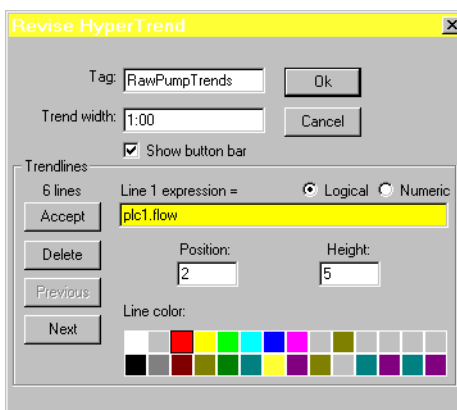 Revise HyperTrend
Tag: RawPumpTrends
Ok
Trend width: 1:00
Cancel
Show button bar
Trendlines
6 lines
Line 1 expression =
Logical
Numeric
Accept
plc1.flow
Delete
Position:
Height:
2
5
Previous
Line color:
Next